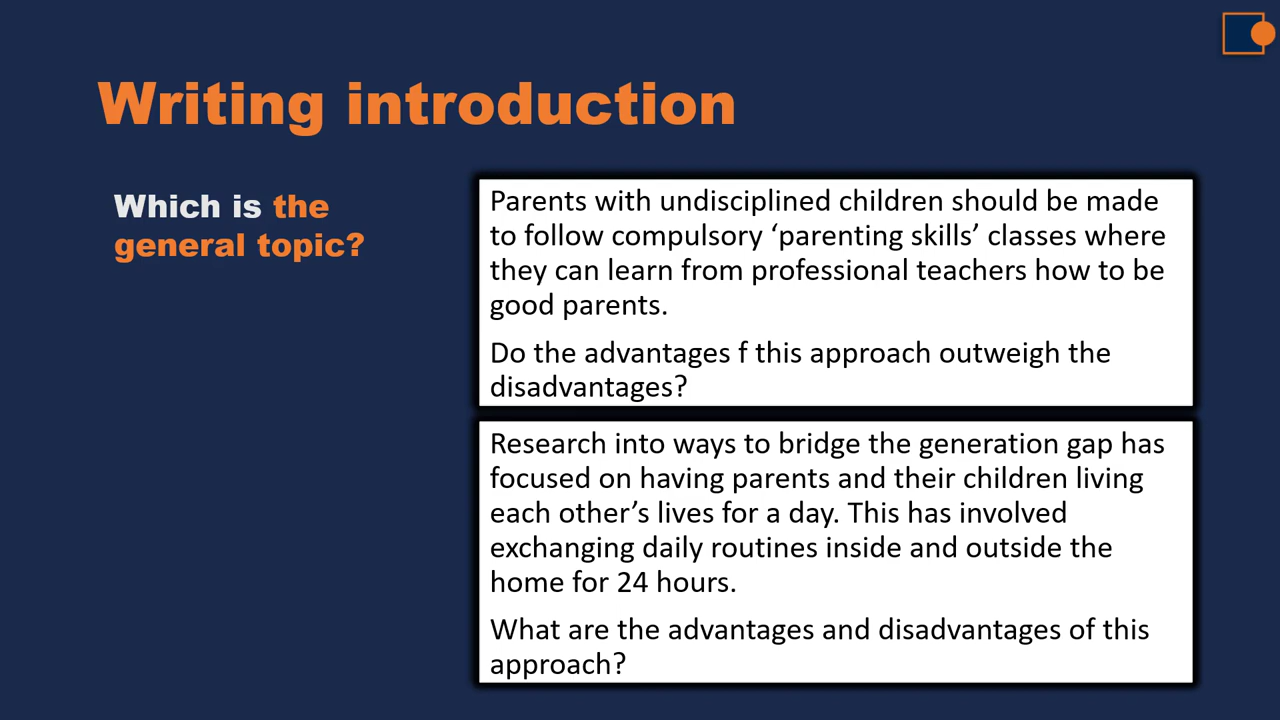 Writing introduction
Which is the
general topic?
Parents with undisciplined children should be made
to follow compulsory ‘parenting skills’ classes where
they can learn from professional teachers how to be
good parents.
Do the advantages f this approach outweigh the
disadvantages?
Research into ways to bridge the generation gap has
focused on having parents and their children living
each other’s lives for a day. This has involved
exchanging daily routines inside and outside the
home for 24 hours.
What are the advantages and disadvantages of this
approach?